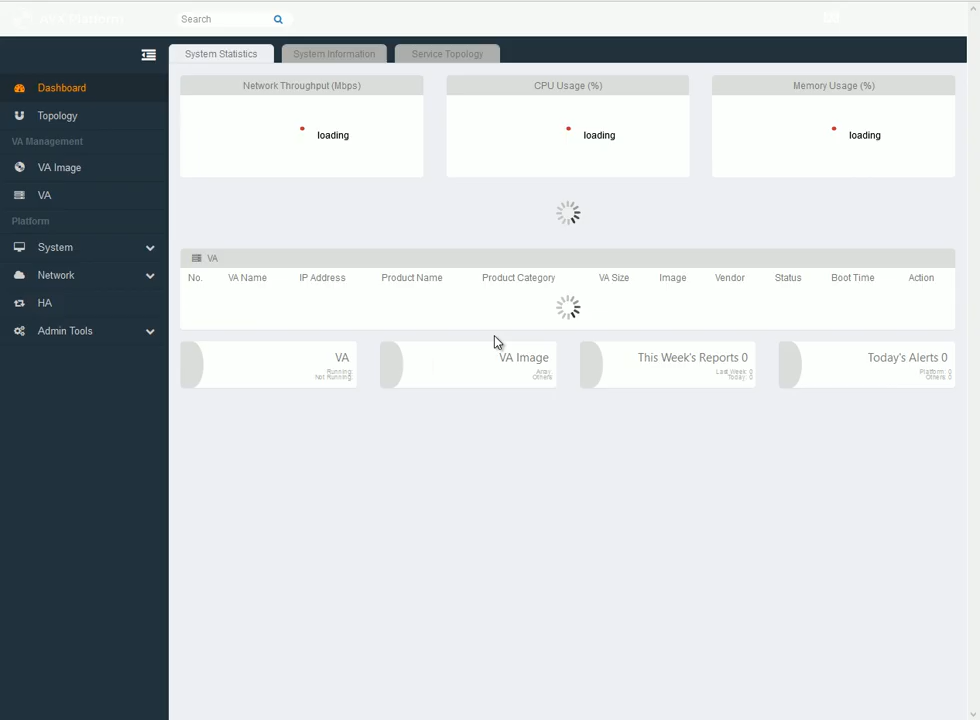 AVX Platform
Search
System Statistics
System Information
Service Topology
Dashboard
Topology
VA Management
VA Image
VA
Platform
System
Network
HA
Admin Tools
Network Throughput (Mbps)
CPU Usage (%)
Memory Usage (%)
loading
loading
loading
VA
No. VA Name IP Address Product Name Product Category VA Size Image Vendor Status Boot Time Action
VA
Running
Not Running
VA Image
Array
Others
This Week's Reports 0
Last Week: 0
Today: 0
Today's Alerts 0
Platform: 0
Others: 0